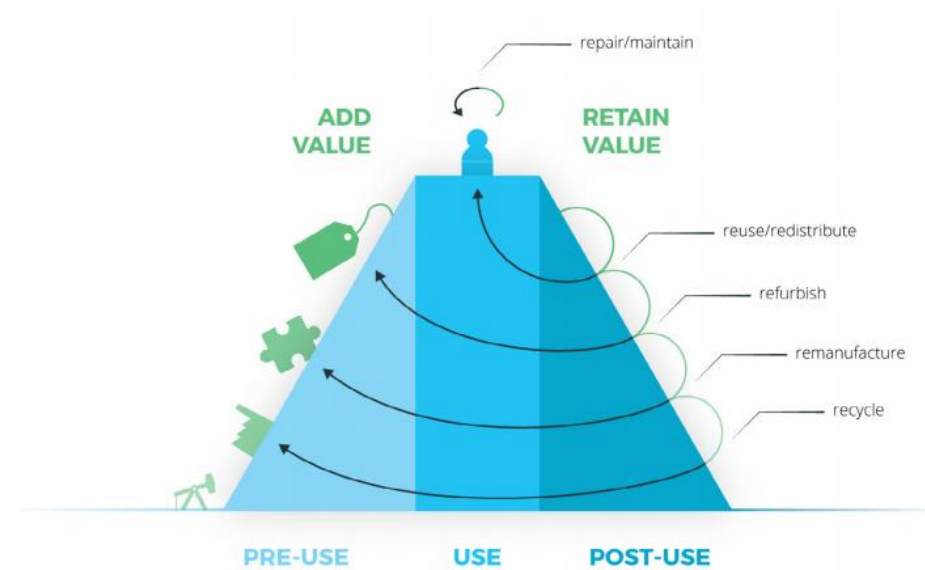 repair/maintain
ADD
VALUE
RETAIN
VALUE
reuse/redistribute
refurbish
remanufacture
recycle
PRE-USE
USE
POST-USE